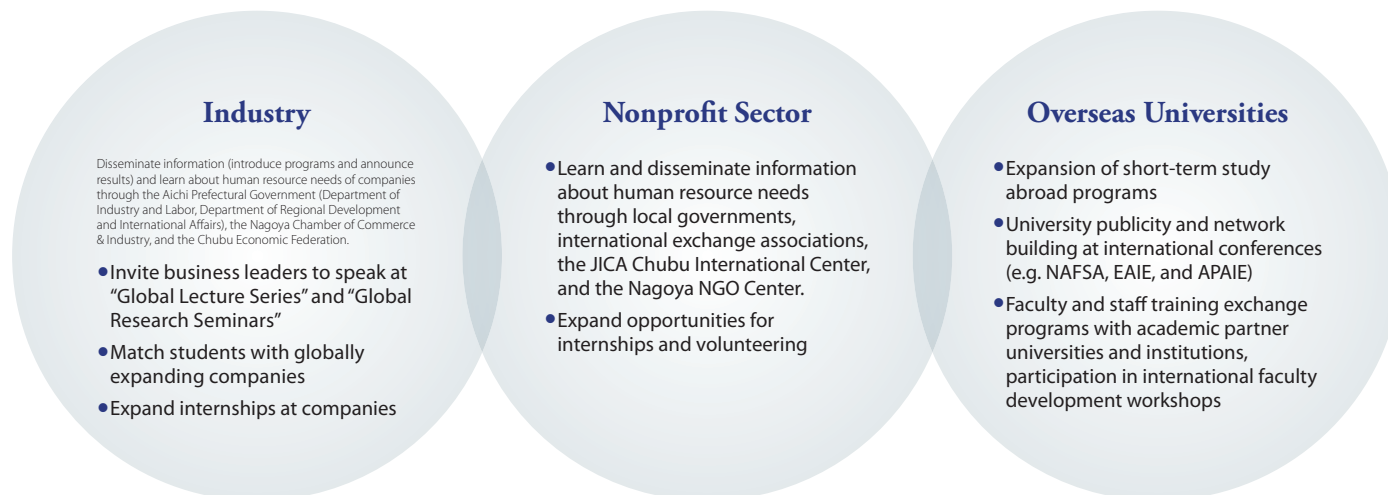 Industry
Disseminate information (introduce programs and announce
results) and learn about human resource needs of companies
through the Aichi Prefectural Government (Department of
Industry and Labor, Department of Regional Development
and International Affairs), the Nagoya Chamber of Commerce
& Industry, and the Chubu Economic Federation.
•Invite business leaders to speak at
“Global Lecture Series” and “Global
Research Seminars”
•Match students with globally
expanding companies
•Expand internships at companies
Nonprofit Sector
•Learn and disseminate information
about human resource needs
through local governments,
international exchange associations,
the JICA Chubu International Center,
and the Nagoya NGO Center.
•Expand opportunities for
internships and volunteering
Overseas Universities
•Expansion of short-term study
abroad programs
•University publicity and network
building at international conferences
(e.g. NAFSA, EAIE, and APAIE)
•Faculty and staff training exchange
programs with academic partner
universities and institutions,
participation in international faculty
development workshops